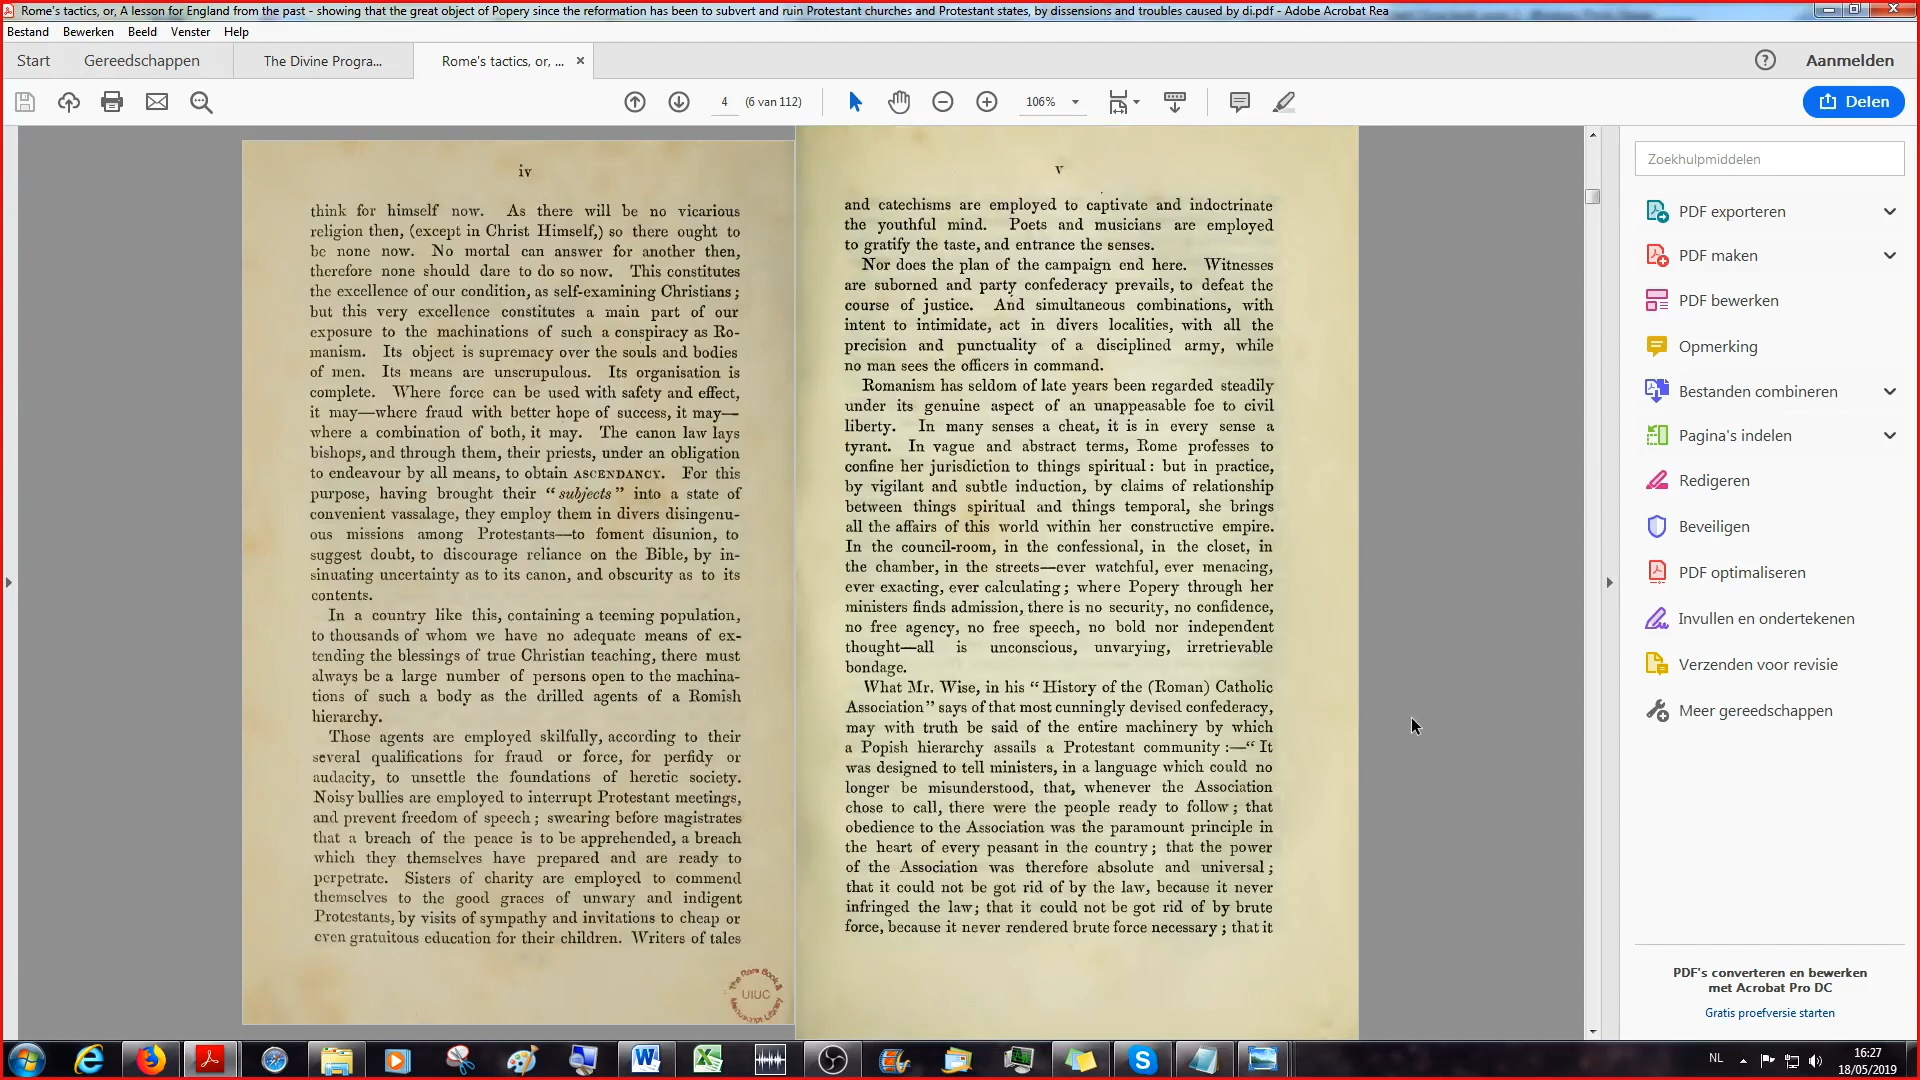 Rome's tactics, or, A lesson for England from the past - showing that the great object of Popery since the reformation has been to subvert and ruin Protestant churches and Protestant states, by dissensions and troubles caused by di.pdf - Adobe Acrobat Rea
Bestand Bewerken Beeld Venster Help
Start Gereedschappen The Divine Progra... Rome's tactics, or, ... Aanmelden
4 (6 van 112) 106% Delen
iv
think for himself now. As there will be no vicarious
religion then, (except in Christ Himself,) so there ought to
be none now. No mortal can answer for another then,
therefore none should dare to do so now. This constitutes
the excellence of our condition, as self-examining Christians;
but this very excellence constitutes a main part of our
exposure to the machinations of such a conspiracy as Ro-
manism. Its object is supremacy over the souls and bodies
of men. Its means are unscrupulous. Its organisation is
complete. Where force can be used with safety and effect,
it may—where fraud with better hope of success, it may—
where a combination of both, it may. The canon law lays
bishops, and through them, their priests, under an obligation
to endeavour by all means, to obtain ASCENDANCY. For this
purpose, having brought their "subjects" into a state of
convenient vassalage, they employ them in divers disingenu-
ous missions among Protestants—to foment disunion, to
suggest doubt, to discourage reliance on the Bible, by in-
sinuating uncertainty as to its canon, and obscurity as to its
contents.
In a country like this, containing a teeming population,
to thousands of whom we have no adequate means of ex-
tending the blessings of true Christian teaching, there must
always be a large number of persons open to the machina-
tions of such a body as the drilled agents of a Romish
hierarchy.
Those agents are employed skilfully, according to their
several qualifications for fraud or force, for perfidy or
audacity, to unsettle the foundations of heretic society.
Noisy bullies are employed to interrupt Protestant meetings,
and prevent freedom of speech; swearing before magistrates
that a breach of the peace is to be apprehended, a breach
which they themselves have prepared and are ready to
perpetrate. Sisters of charity are employed to commend
themselves to the good graces of unwary and indigent
Protestants, by visits of sympathy and invitations to cheap or
even gratuitous education for their children. Writers of tales
The Rare Book &
UIUC
Manuscript Library
v
and catechisms are employed to captivate and indoctrinate
the youthful mind. Poets and musicians are employed
to gratify the taste, and entrance the senses.
Nor does the plan of the campaign end here. Witnesses
are suborned and party confederacy prevails, to defeat the
course of justice. And simultaneous combinations, with
intent to intimidate, act in divers localities, with all the
precision and punctuality of a disciplined army, while
no man sees the officers in command.
Romanism has seldom of late years been regarded steadily
under its genuine aspect of an unappeasable foe to civil
liberty. In many senses a cheat, it is in every sense a
tyrant. In vague and abstract terms, Rome professes to
confine her jurisdiction to things spiritual: but in practice,
by vigilant and subtle induction, by claims of relationship
between things spiritual and things temporal, she brings
all the affairs of this world within her constructive empire.
In the council-room, in the confessional, in the closet, in
the chamber, in the streets—ever watchful, ever menacing,
ever exacting, ever calculating; where Popery through her
ministers finds admission, there is no security, no confidence,
no free agency, no free speech, no bold nor independent
thought—all is unconscious, unvarying, irretrievable
bondage.
What Mr. Wise, in his "History of the (Roman) Catholic
Association" says of that most cunningly devised confederacy,
may with truth be said of the entire machinery by which
a Popish hierarchy assails a Protestant community:—"It
was designed to tell ministers, in a language which could no
longer be misunderstood, that, whenever the Association
chose to call, there were the people ready to follow; that
obedience to the Association was the paramount principle in
the heart of every peasant in the country; that the power
of the Association was therefore absolute and universal;
that it could not be got rid of by the law, because it never
infringed the law; that it could not be got rid of by brute
force, because it never rendered brute force necessary; that it
Zoekhulpmiddelen
PDF exporteren
PDF maken
PDF bewerken
Opmerking
Bestanden combineren
Pagina's indelen
Redigeren
Beveiligen
PDF optimaliseren
Invullen en ondertekenen
Verzenden voor revisie
Meer gereedschappen
PDF's converteren en bewerken
met Acrobat Pro DC
Gratis proefversie starten
NL 16:27
18/05/2019